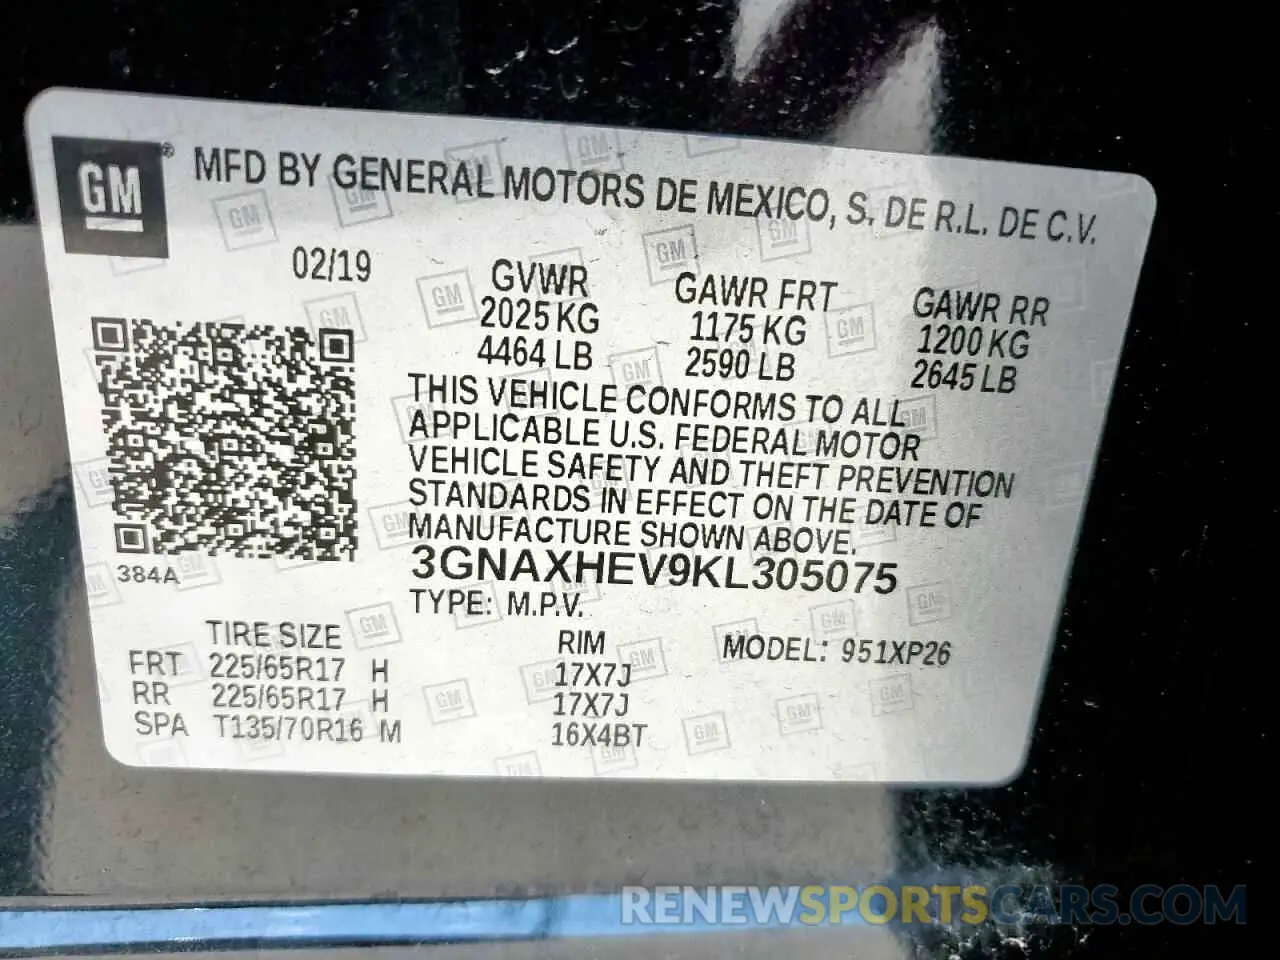 GM® MFD BY GENERAL MOTORS DE MEXICO, S. DE R.L. DE C.V.
02/19 GVWR GAWR FRT GAWR RR
2025 KG 1175 KG 1200 KG
4464 LB 2590 LB 2645 LB
THIS VEHICLE CONFORMS TO ALL
APPLICABLE U.S. FEDERAL MOTOR
VEHICLE SAFETY AND THEFT PREVENTION
STANDARDS IN EFFECT ON THE DATE OF
MANUFACTURE SHOWN ABOVE.
384A 3GNAXHEV9KL305075
TYPE: M.P.V.
TIRE SIZE RIM MODEL: 951XP26
FRT 225/65R17 H 17X7J
RR 225/65R17 H 17X7J
SPA T135/70R16 M 16X4BT
RENEWSPORTSCARS.COM